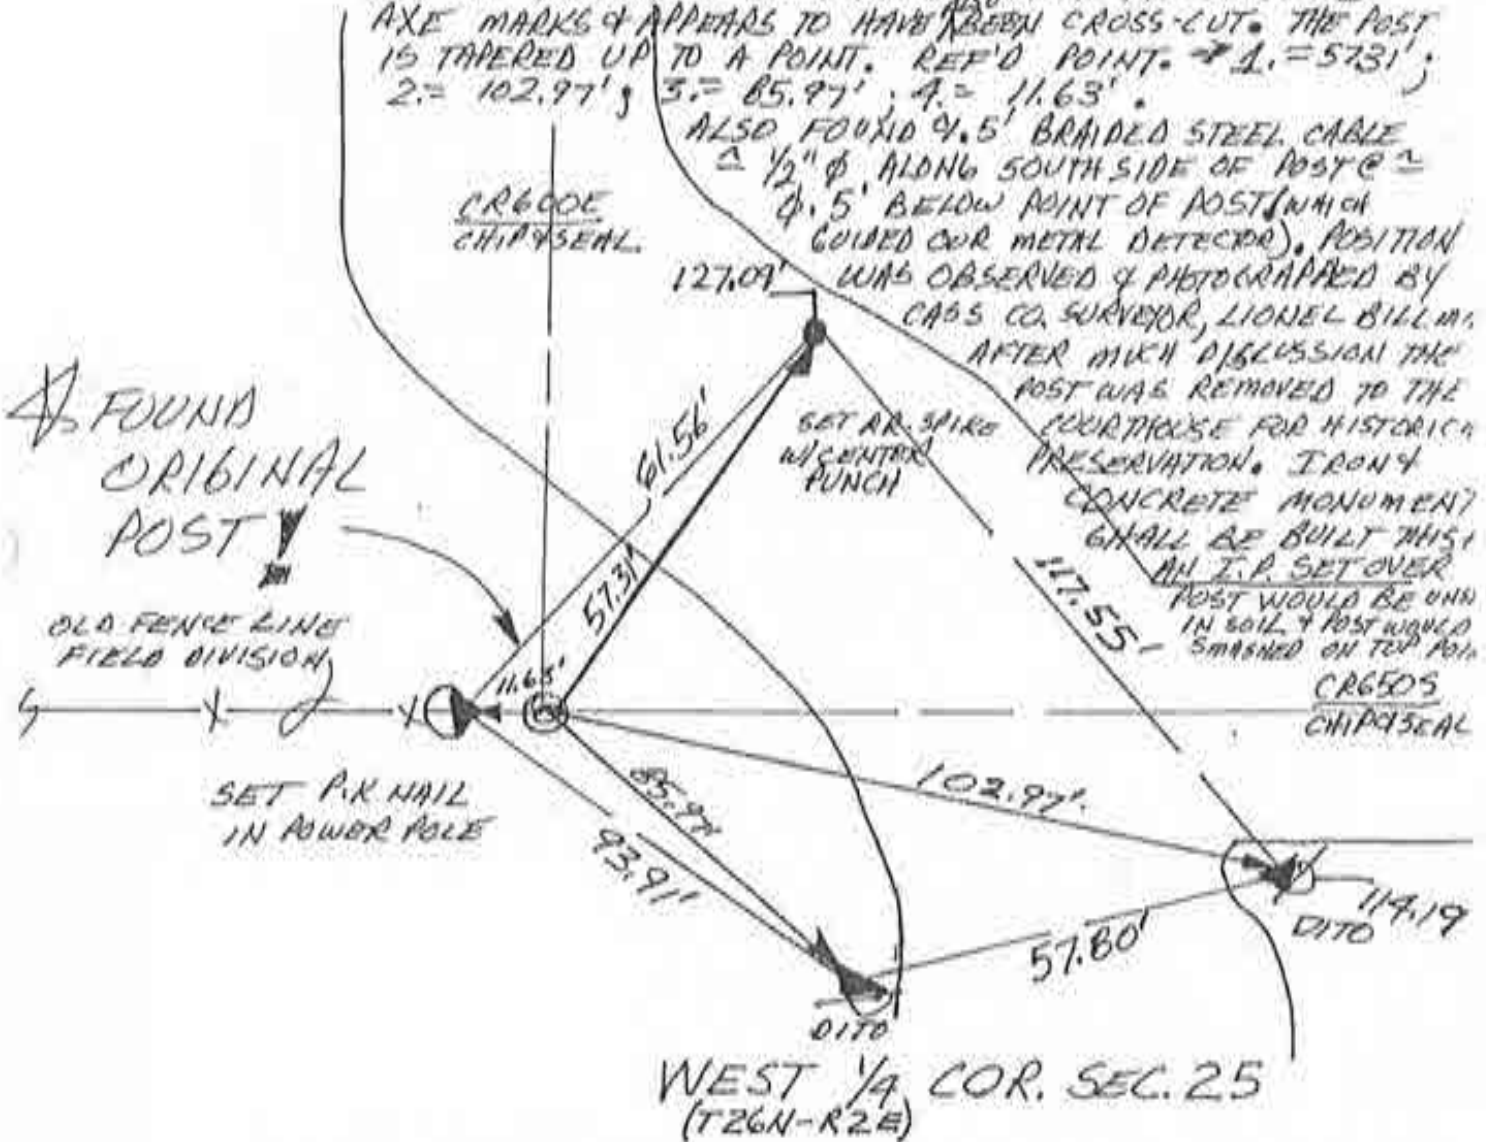 ALSO
AXE MARKS & APPEARS TO HAVE BEEN CROSS-CUT. THE POST
IS TAPERED UP TO A POINT. REF'D POINT. → 1.= 57.31';
2.= 102.97'; 3.= 85.97'; 4.= 11.63'.
ALSO FOUND 4.5' BRAIDED STEEL CABLE
≃ 1/2" φ ALONG SOUTH SIDE OF POST @ ≃
0.5' BELOW POINT OF POST (WHICH
GUIDED OUR METAL DETECTOR). POSITION
WAS OBSERVED & PHOTOGRAPHED BY
CASS CO. SURVEYOR, LIONEL
AFTER MUCH DISCUSSION THE
POST WAS REMOVED TO THE
COURTHOUSE FOR HISTORIC
PRESERVATION. IRON &
CONCRETE MONUMENT
SHALL BE BUILT THIS
AN I.P. SET OVER
POST WOULD BE
IN SOIL & POST WOULD
SMASHED ON TOP
CR650S
CHIP&SEAL
CR600E
CHIP&SEAL
127.09'
SET RR SPIKE
W/CENTER
PUNCH
FOUND
ORIGINAL
POST
OLD FENCE LINE
FIELD DIVISION
61.56'
57.31'
117.55'
11.63'
X
X
SET P.K NAIL
IN POWER POLE
85.97'
93.91'
102.97'
57.80'
114.19
DITO
DITO
WEST 1/4 COR. SEC. 25
(T26N-R2E)